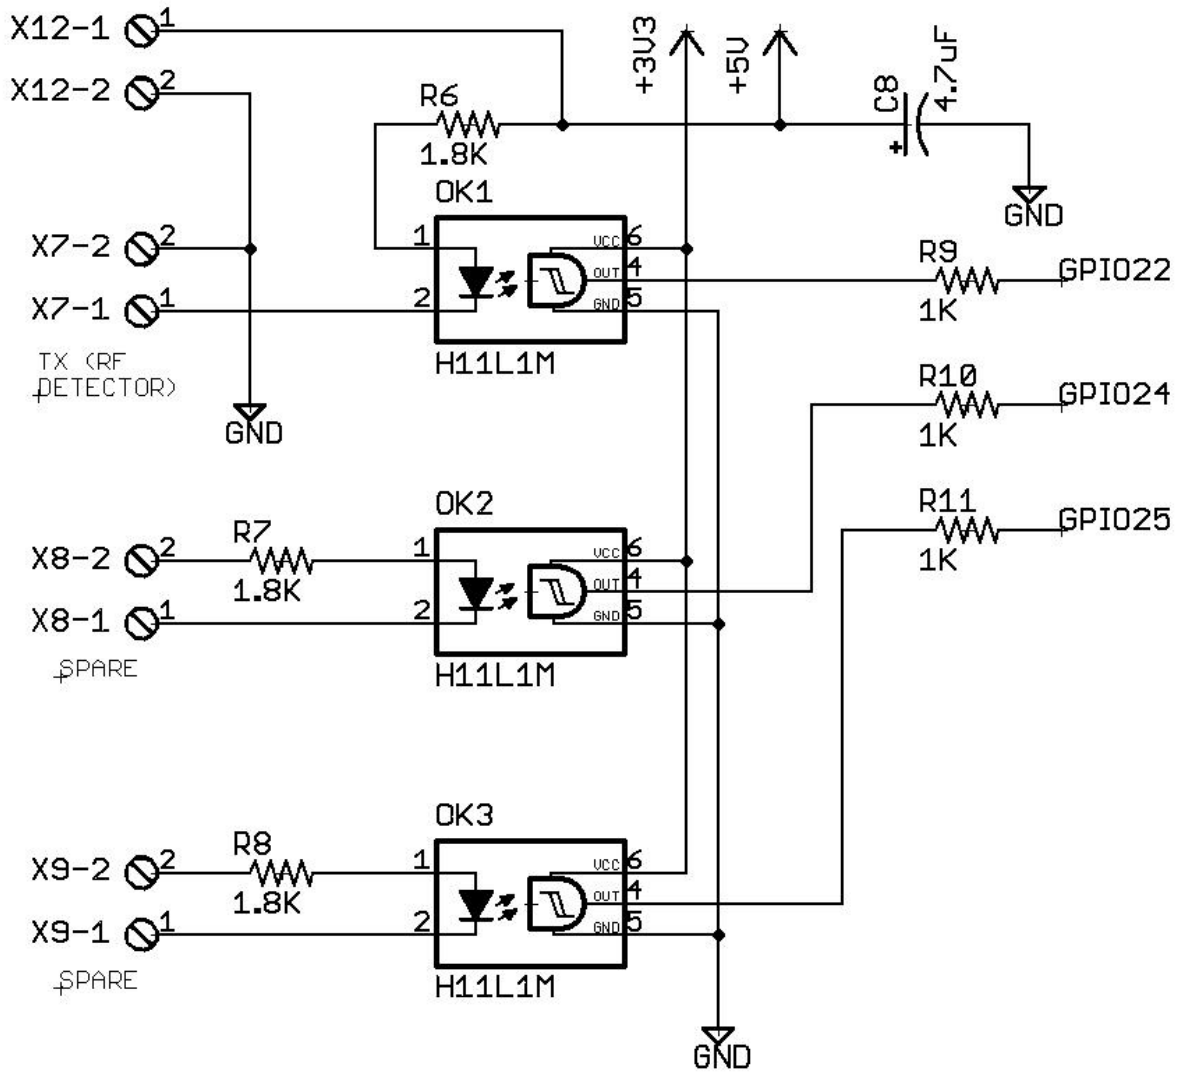 X12-1
1
X12-2
2
+3V3
+5V
C8
4.7uF
GND
R6
1.8K
OK1
1
2
VCC
6
OUT
4
GND
5
H11L1M
X7-2
2
X7-1
1
TX (RF
DETECTOR)
GND
R9
1K
GPIO22
R10
1K
GPIO24
R11
1K
GPIO25
OK2
X8-2
2
R7
1.8K
1
2
VCC
6
OUT
4
GND
5
X8-1
1
SPARE
H11L1M
OK3
X9-2
2
R8
1.8K
1
2
VCC
6
OUT
4
GND
5
X9-1
1
SPARE
H11L1M
GND